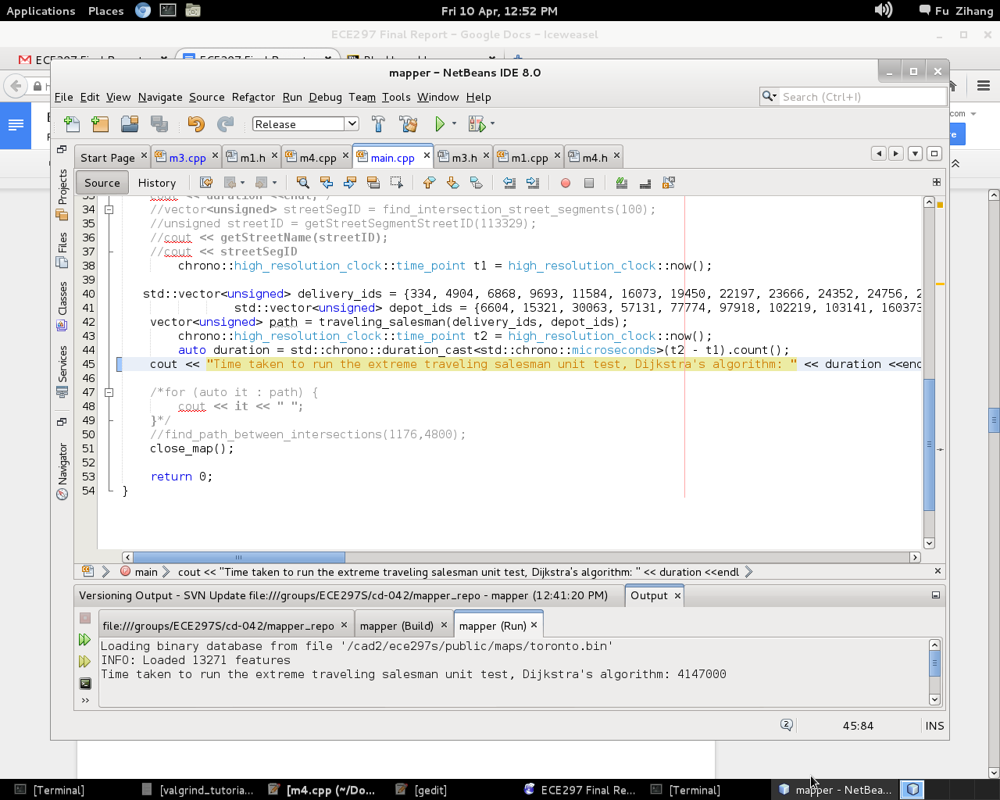 Applications Places Fri 10 Apr, 12:52 PM Fu Zihang
ECE297 Final Report – Google Docs – Iceweasel
mapper – NetBeans IDE 8.0
File Edit View Navigate Source Refactor Run Debug Team Tools Window Help
Search (Ctrl+I)
Release
Start Page m3.cpp m1.h m4.cpp main.cpp m3.h m1.cpp m4.h
Source History
34 //vector<unsigned> streetSegID = find_intersection_street_segments(100);
35 //unsigned streetID = getStreetSegmentStreetID(113329);
36 //cout << getStreetName(streetID);
37 //cout << streetSegID
38 chrono::high_resolution_clock::time_point t1 = high_resolution_clock::now();
39
40 std::vector<unsigned> delivery_ids = {334, 4904, 6868, 9693, 11584, 16073, 19450, 22197, 23666, 24352, 24756, 2
41 std::vector<unsigned> depot_ids = {6604, 15321, 30063, 57131, 77774, 97918, 102219, 103141, 160373
42 vector<unsigned> path = traveling_salesman(delivery_ids, depot_ids);
43 chrono::high_resolution_clock::time_point t2 = high_resolution_clock::now();
44 auto duration = std::chrono::duration_cast<std::chrono::microseconds>(t2 - t1).count();
45 cout << "Time taken to run the extreme traveling salesman unit test, Dijkstra's algorithm: " << duration <<end
46
47 /*for (auto it : path) {
48 cout << it << " ";
49 }*/
50 //find_path_between_intersections(1176,4800);
51 close_map();
52
53 return 0;
54 }
Projects
Files
Classes
Services
Navigator
main cout << "Time taken to run the extreme traveling salesman unit test, Dijkstra's algorithm: " << duration <<endl
Versioning Output - SVN Update file:///groups/ECE297S/cd-042/mapper_repo - mapper (12:41:20 PM) Output
file:///groups/ECE297S/cd-042/mapper_repo mapper (Build) mapper (Run)
Loading binary database from file '/cad2/ece297s/public/maps/toronto.bin'
INFO: Loaded 13271 features
Time taken to run the extreme traveling salesman unit test, Dijkstra's algorithm: 4147000
2 45:84 INS
[Terminal] [valgrind_tutoria... [m4.cpp (~/Do... [gedit] ECE297 Final Re... [Terminal] mapper – NetBea...